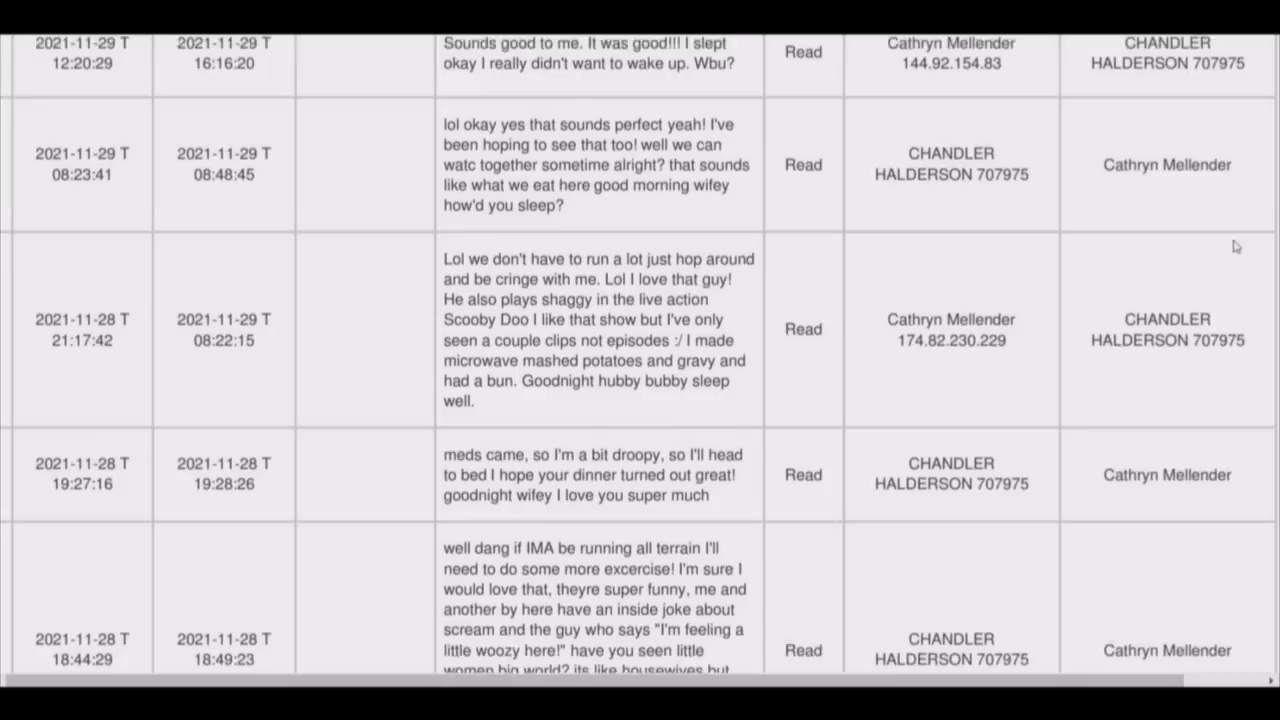 2021-11-29 T
12:20:29
2021-11-29 T
16:16:20
Sounds good to me. It was good!!! I slept
okay I really didn't want to wake up. Wbu?
Read
Cathryn Mellender
144.92.154.83
CHANDLER
HALDERSON 707975
2021-11-29 T
08:23:41
2021-11-29 T
08:48:45
lol okay yes that sounds perfect yeah! I've
been hoping to see that too! well we can
watc together sometime alright? that sounds
like what we eat here good morning wifey
how'd you sleep?
Read
CHANDLER
HALDERSON 707975
Cathryn Mellender
2021-11-28 T
21:17:42
2021-11-29 T
08:22:15
Lol we don't have to run a lot just hop around
and be cringe with me. Lol I love that guy!
He also plays shaggy in the live action
Scooby Doo I like that show but I've only
seen a couple clips not episodes :/ I made
microwave mashed potatoes and gravy and
had a bun. Goodnight hubby bubby sleep
well.
Read
Cathryn Mellender
174.82.230.229
CHANDLER
HALDERSON 707975
2021-11-28 T
19:27:16
2021-11-28 T
19:28:26
meds came, so I'm a bit droopy, so I'll head
to bed I hope your dinner turned out great!
goodnight wifey I love you super much
Read
CHANDLER
HALDERSON 707975
Cathryn Mellender
2021-11-28 T
18:44:29
2021-11-28 T
18:49:23
well dang if IMA be running all terrain I'll
need to do some more excercise! I'm sure I
would love that, theyre super funny, me and
another by here have an inside joke about
scream and the guy who says "I'm feeling a
little woozy here!" have you seen little
women big world? its like housewives but
Read
CHANDLER
HALDERSON 707975
Cathryn Mellender